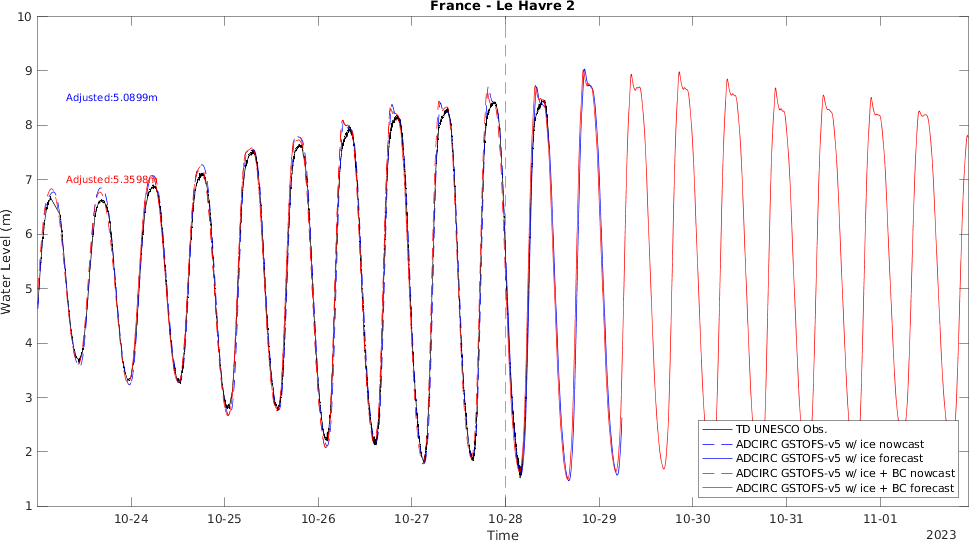 France - Le Havre 2
10
9
8
7
6
5
4
3
2
1
Water Level (m)
Adjusted:5.0899m
Adjusted:5.3598m
TD UNESCO Obs.
ADCIRC GSTOFS-v5 w/ ice nowcast
ADCIRC GSTOFS-v5 w/ ice forecast
ADCIRC GSTOFS-v5 w/ ice + BC nowcast
ADCIRC GSTOFS-v5 w/ ice + BC forecast
10-24 10-25 10-26 10-27 10-28 10-29 10-30 10-31 11-01
Time
2023